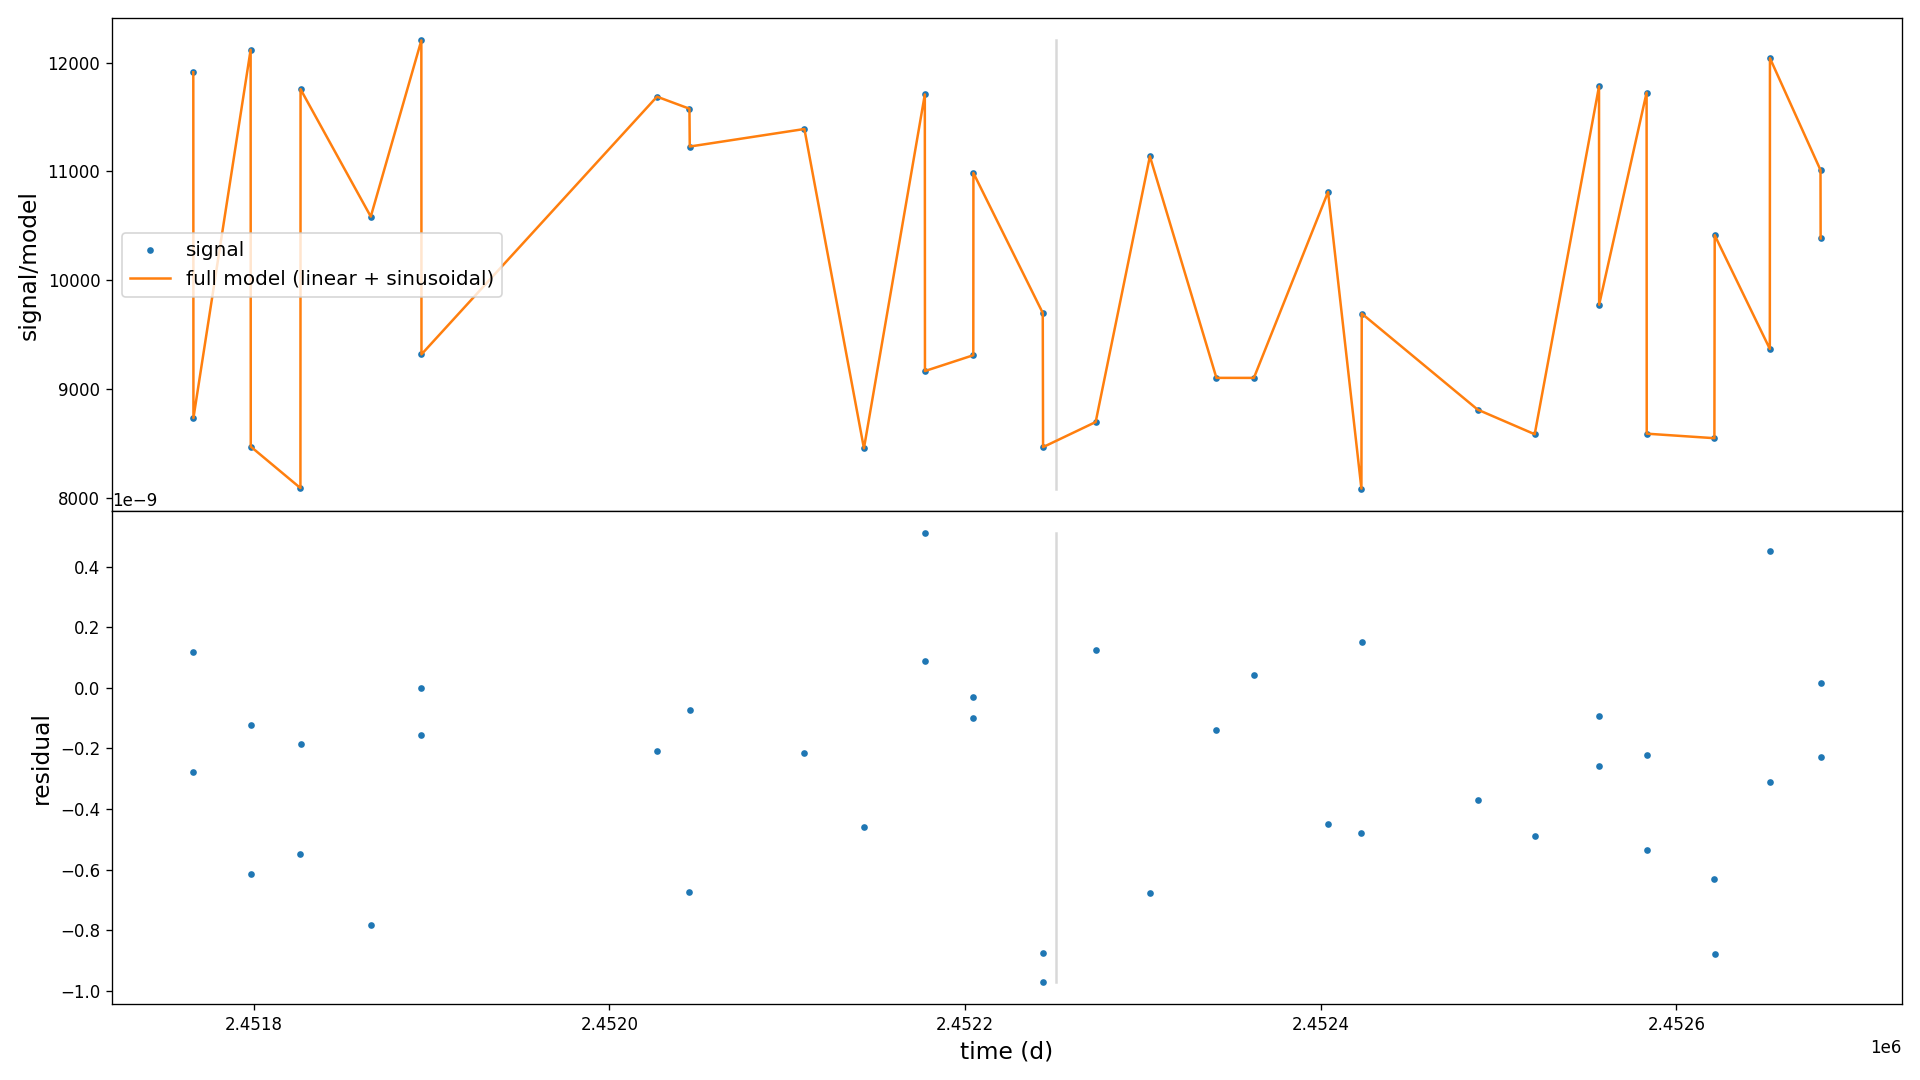 12000
11000
10000
9000
8000
signal/model
signal
full model (linear + sinusoidal)
1e−9
0.4
0.2
0.0
−0.2
−0.4
−0.6
−0.8
−1.0
residual
2.4518
2.4520
2.4522
2.4524
2.4526
time (d)
1e6